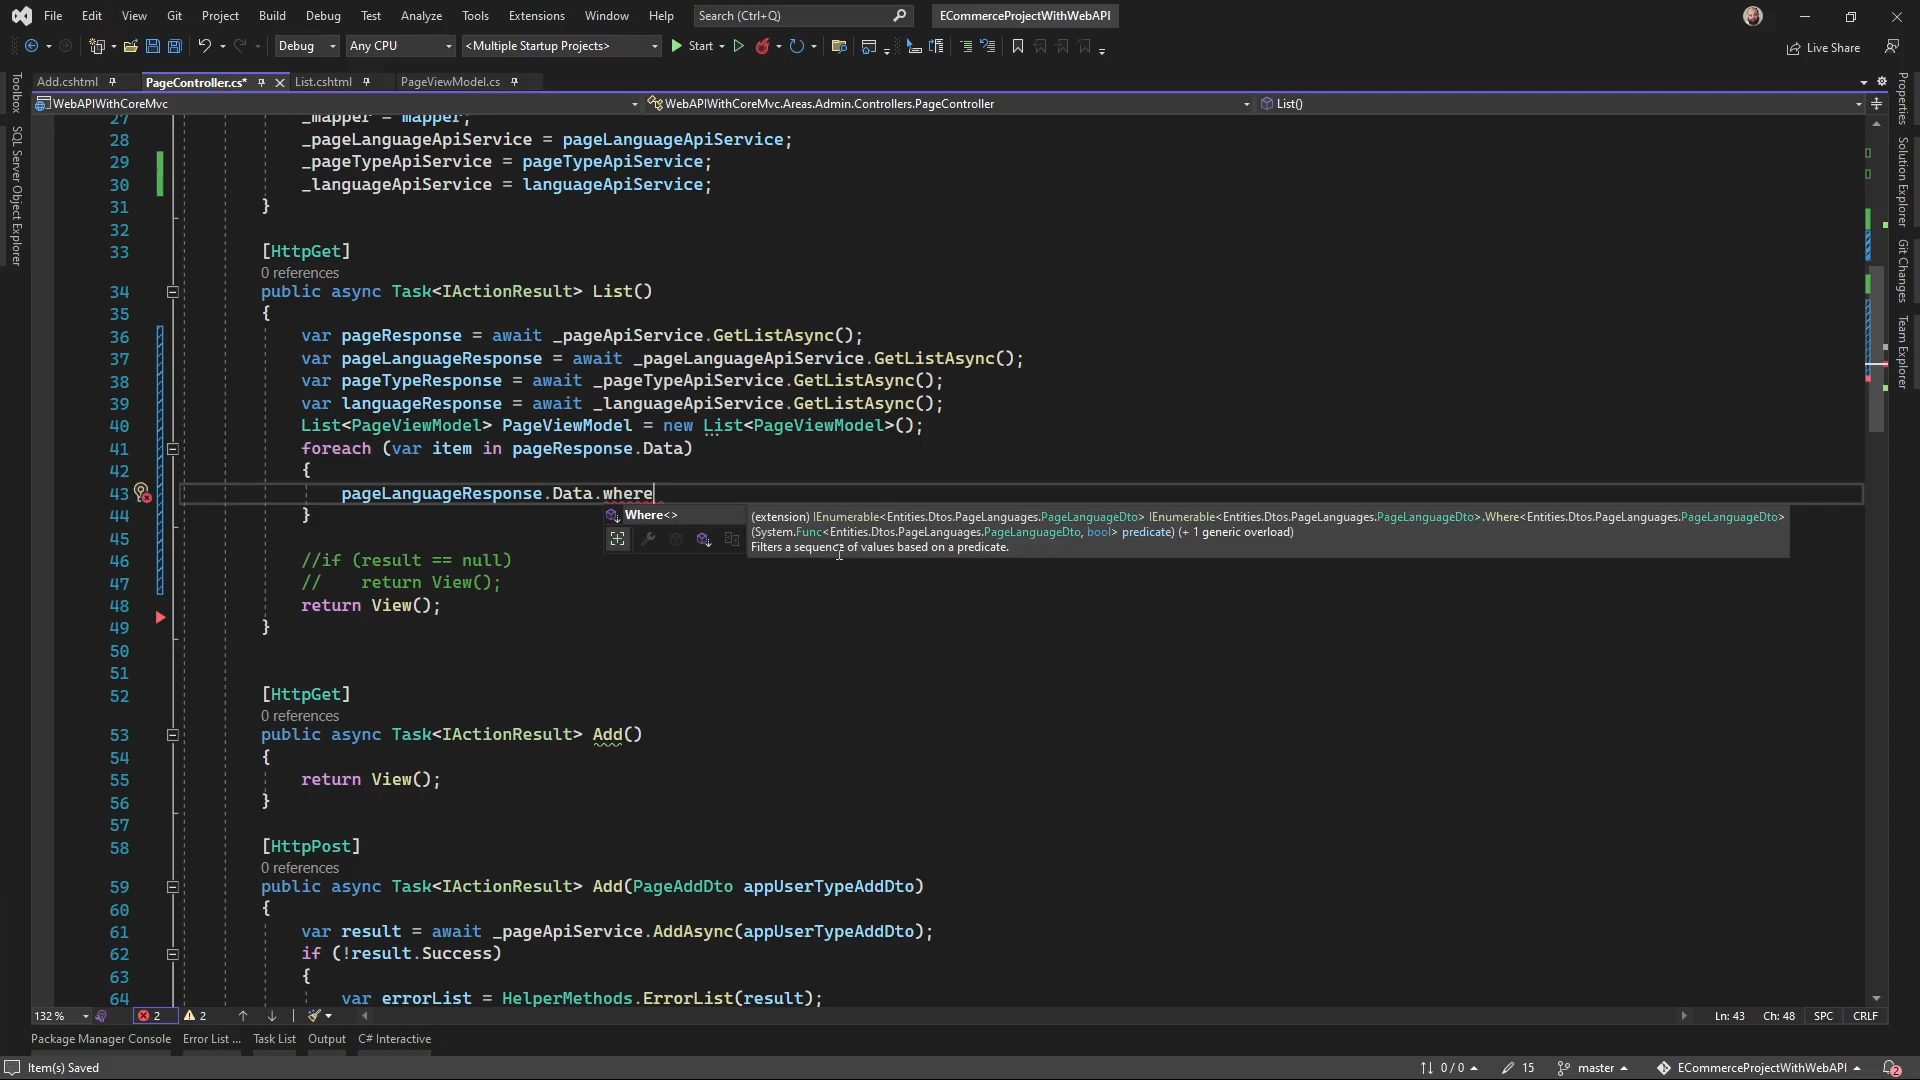 File Edit View Git Project Build Debug Test Analyze Tools Extensions Window Help Search (Ctrl+Q) ECommerceProjectWithWebAPI
Debug Any CPU <Multiple Startup Projects> Start Live Share
Add.cshtml PageController.cs* List.cshtml PageViewModel.cs
WebAPIWithCoreMvc WebAPIWithCoreMvc.Areas.Admin.Controllers.PageController List()
Toolbox
SQL Server Object Explorer
Properties
Solution Explorer
Git Changes
Team Explorer
27 _mapper = mapper;
28 _pageLanguageApiService = pageLanguageApiService;
29 _pageTypeApiService = pageTypeApiService;
30 _languageApiService = languageApiService;
31 }
32
33 [HttpGet]
0 references
34 public async Task<IActionResult> List()
35 {
36 var pageResponse = await _pageApiService.GetListAsync();
37 var pageLanguageResponse = await _pageLanguageApiService.GetListAsync();
38 var pageTypeResponse = await _pageTypeApiService.GetListAsync();
39 var languageResponse = await _languageApiService.GetListAsync();
40 List<PageViewModel> PageViewModel = new List<PageViewModel>();
41 foreach (var item in pageResponse.Data)
42 {
43 pageLanguageResponse.Data.where
44 }
Where<>
(extension) IEnumerable<Entities.Dtos.PageLanguages.PageLanguageDto> IEnumerable<Entities.Dtos.PageLanguages.PageLanguageDto>.Where<Entities.Dtos.PageLanguages.PageLanguageDto>
(System.Func<Entities.Dtos.PageLanguages.PageLanguageDto, bool> predicate) (+ 1 generic overload)
Filters a sequence of values based on a predicate.
45
46 //if (result == null)
47 // return View();
48 return View();
49 }
50
51
52 [HttpGet]
0 references
53 public async Task<IActionResult> Add()
54 {
55 return View();
56 }
57
58 [HttpPost]
0 references
59 public async Task<IActionResult> Add(PageAddDto appUserTypeAddDto)
60 {
61 var result = await _pageApiService.AddAsync(appUserTypeAddDto);
62 if (!result.Success)
63 {
64 var errorList = HelperMethods.ErrorList(result);
132 % 2 2 Ln: 43 Ch: 48 SPC CRLF
Package Manager Console Error List ... Task List Output C# Interactive
Item(s) Saved 0 / 0 15 master ECommerceProjectWithWebAPI 2